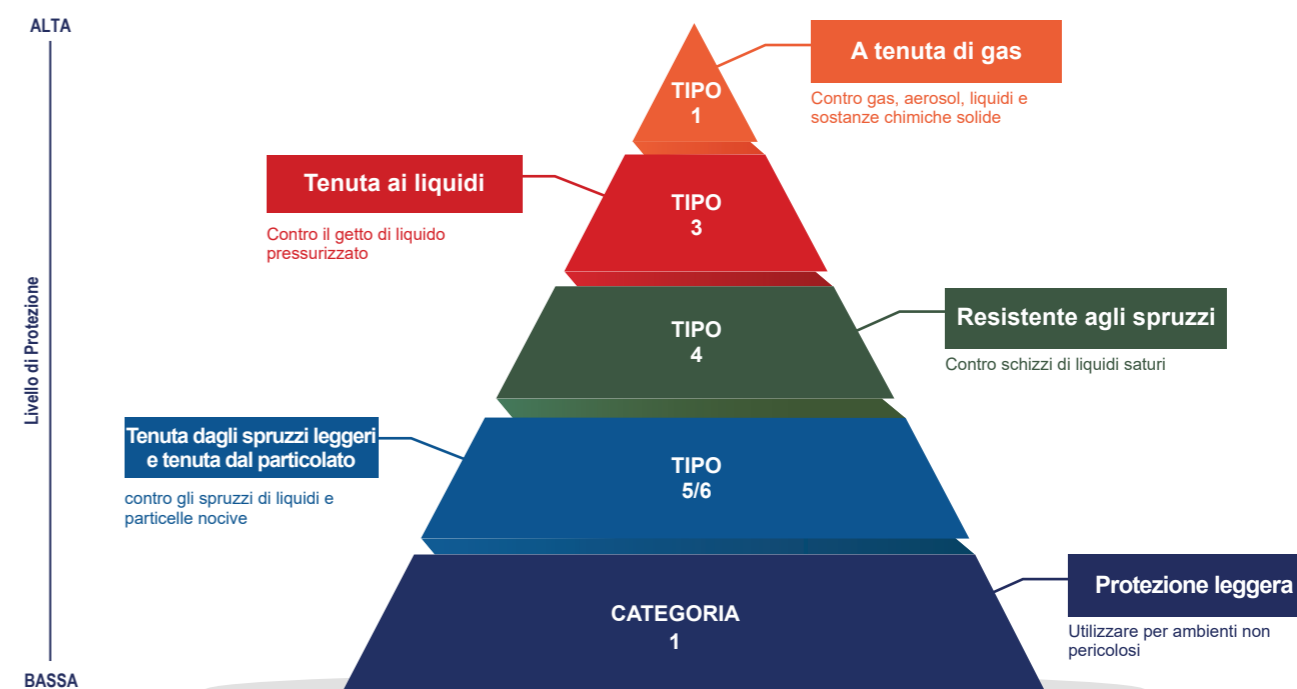 ALTA
A tenuta di gas
Contro gas, aerosol, liquidi e
sostanze chimiche solide
TIPO
1
Tenuta ai liquidi
Contro il getto di liquido
pressurizzato
TIPO
3
Livello di Protezione
TIPO
4
Resistente agli spruzzi
Contro schizzi di liquidi saturi
Tenuta dagli spruzzi leggeri
e tenuta dal particolato
contro gli spruzzi di liquidi e
particelle nocive
TIPO
5/6
CATEGORIA
1
Protezione leggera
Utilizzare per ambienti non
pericolosi
BASSA